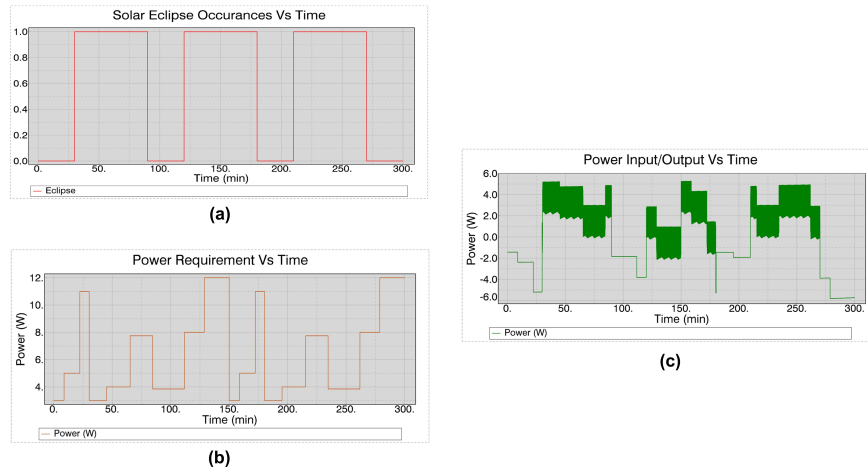 Solar Eclipse Occurances Vs Time
1.0
0.8
0.6
0.4
0.2
0.0
0. 50. 100. 150. 200. 250. 300.
Time (min)
Eclipse
(a)
Power Requirement Vs Time
12.
10.
8.
6.
4.
Power (W)
0. 50. 100. 150. 200. 250. 300.
Time (min)
Power (W)
(b)
Power Input/Output Vs Time
6.0
4.0
2.0
0.0
-2.0
-4.0
-6.0
Power (W)
0. 50. 100. 150. 200. 250. 300.
Time (min)
Power (W)
(c)